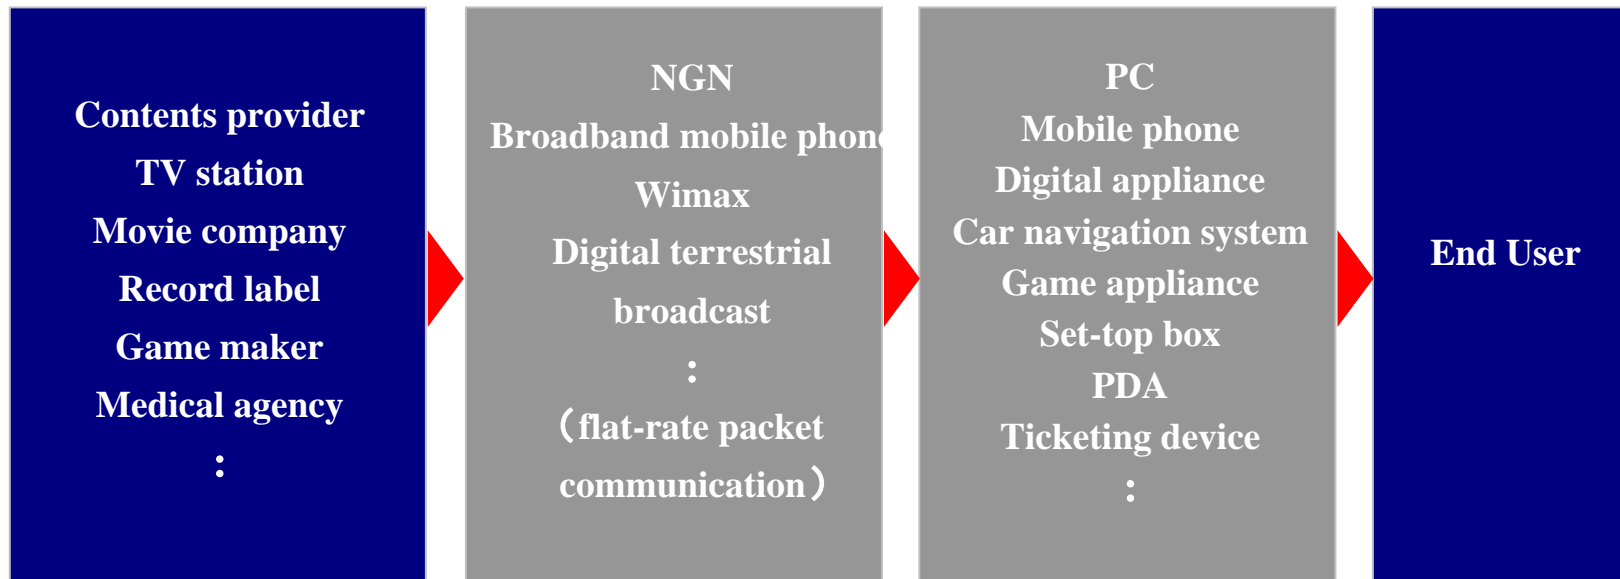 Contents provider
TV station
Movie company
Record label
Game maker
Medical agency
:
NGN
Broadband mobile phone
Wimax
Digital terrestrial
broadcast
:
(flat-rate packet
communication)
PC
Mobile phone
Digital appliance
Car navigation system
Game appliance
Set-top box
PDA
Ticketing device
:
End User